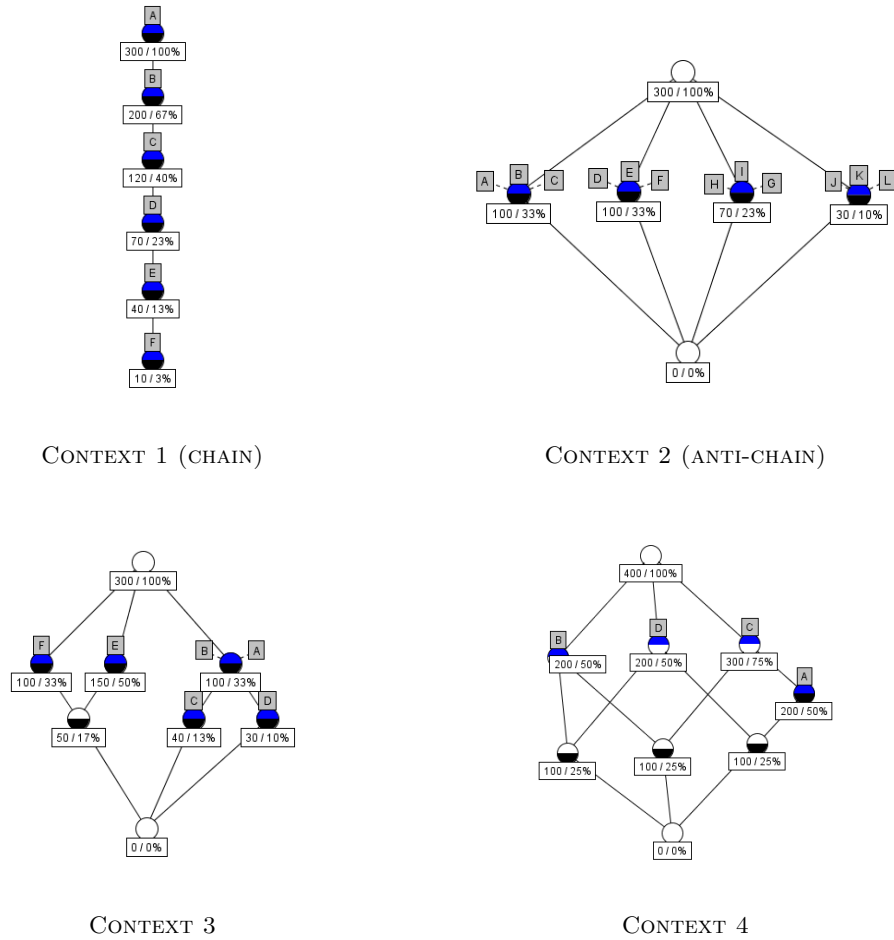 A
300 / 100%
B
200 / 67%
C
120 / 40%
D
70 / 23%
E
40 / 13%
F
10 / 3%
CONTEXT 1 (CHAIN)
300 / 100%
A B C D E F H I G J K L
100 / 33% 100 / 33% 70 / 23% 30 / 10%
0 / 0%
CONTEXT 2 (ANTI-CHAIN)
300 / 100%
F E B A
100 / 33% 150 / 50% 100 / 33%
C D
50 / 17% 40 / 13% 30 / 10%
0 / 0%
CONTEXT 3
400 / 100%
B D C
200 / 50% 200 / 50% 300 / 75%
A
200 / 50%
100 / 25% 100 / 25% 100 / 25%
0 / 0%
CONTEXT 4